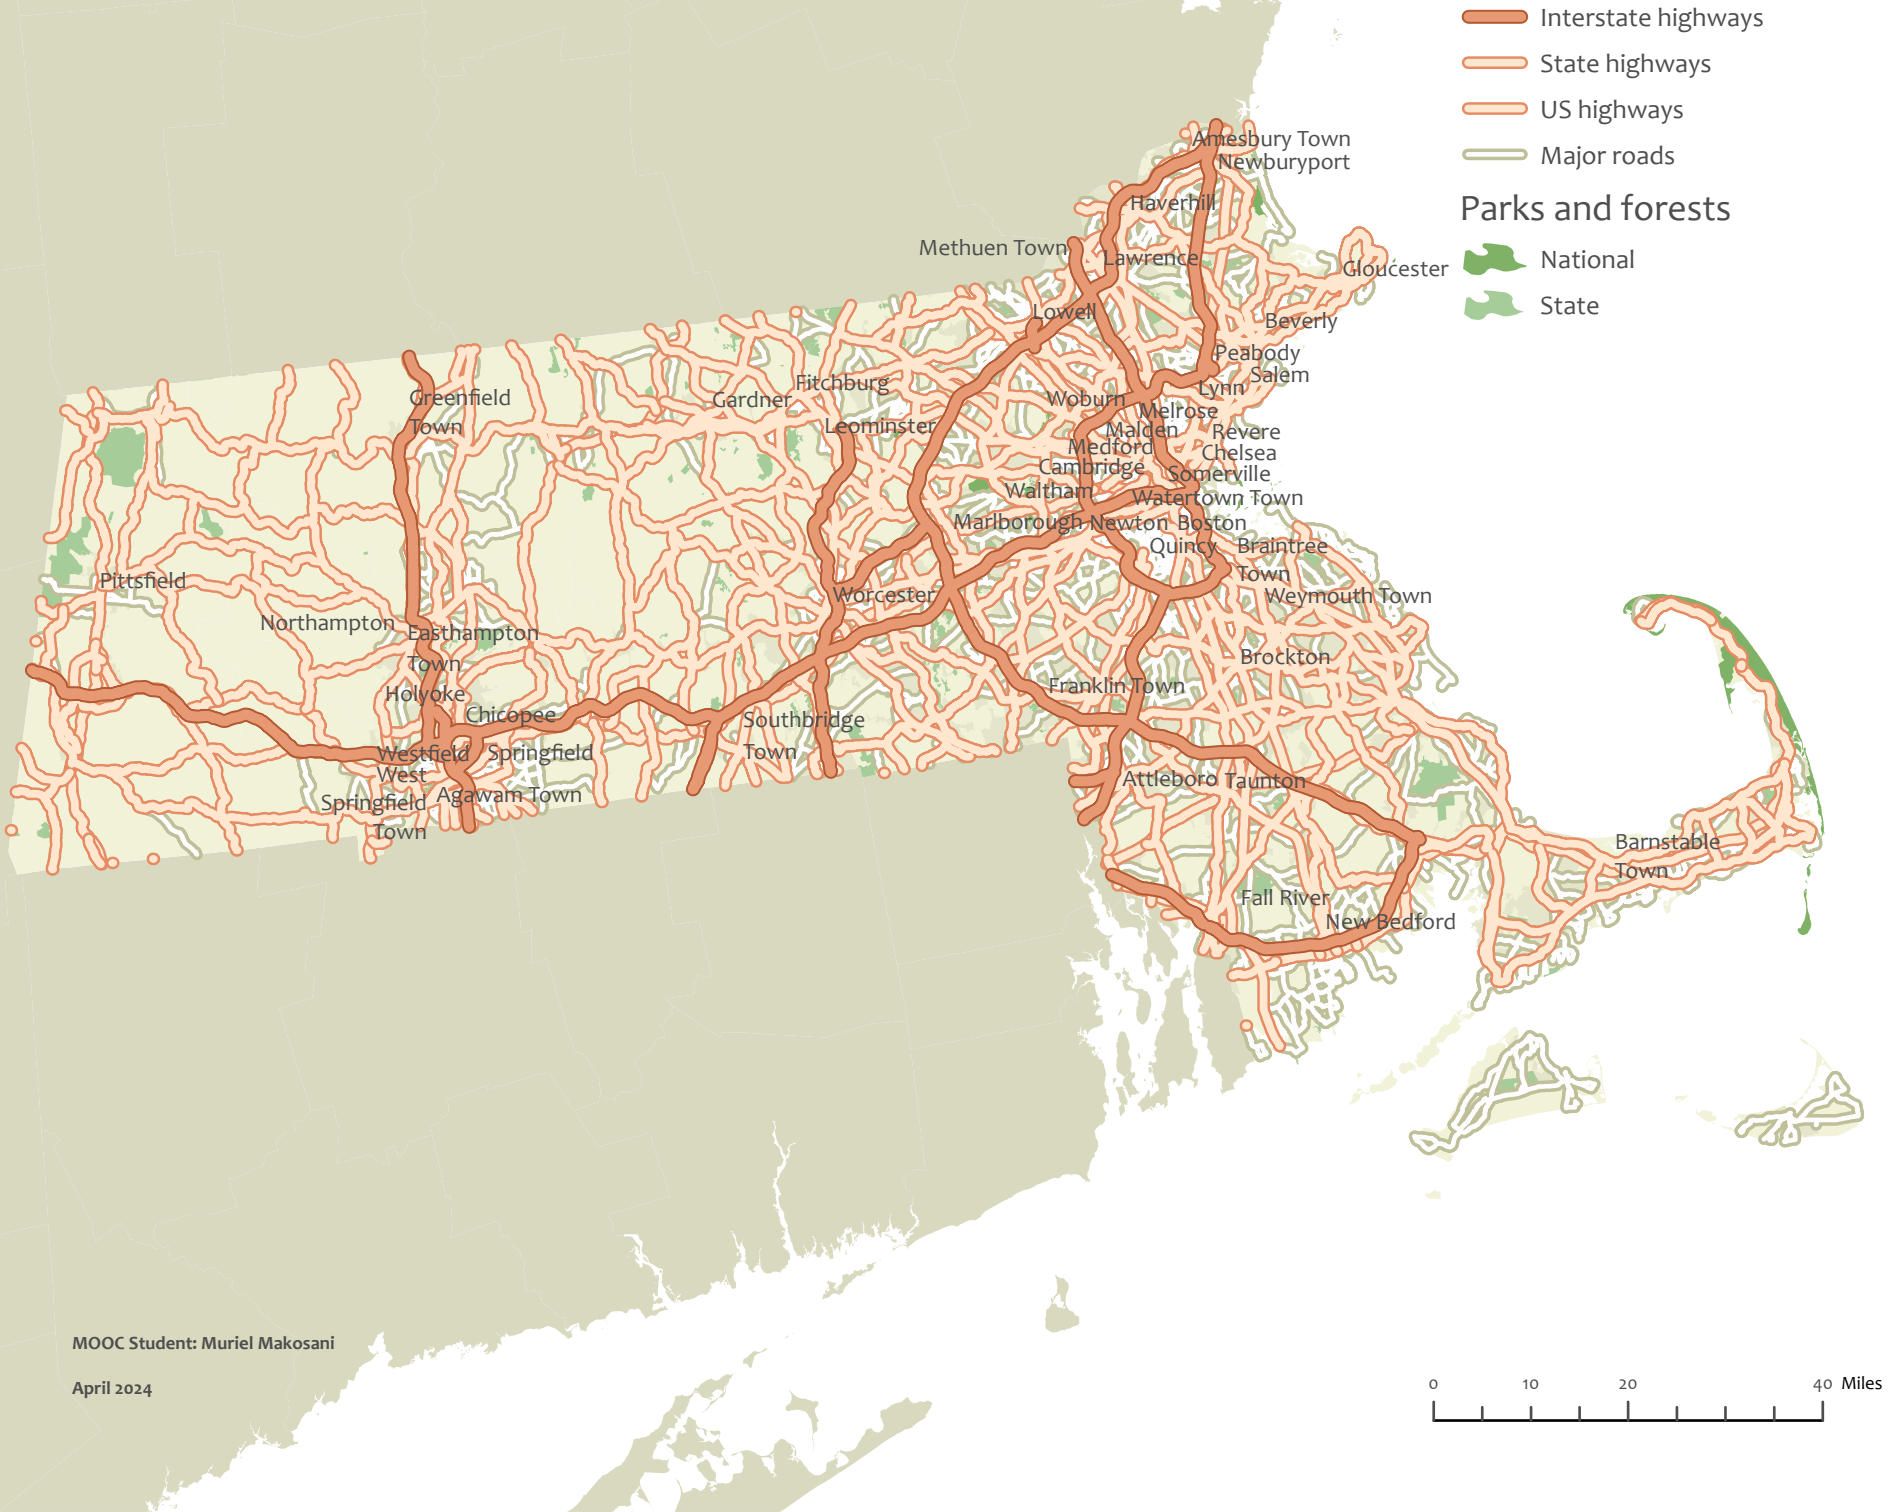 Interstate highways
State highways
US highways
Major roads
Parks and forests
National
State
Amesbury Town
Newburyport
Haverhill
Methuen Town
Lawrence
Gloucester
Lowell
Beverly
Peabody
Salem
Lynn
Fitchburg
Gardner
Woburn
Greenfield
Town
Melrose
Leominster
Malden
Revere
Medford
Chelsea
Cambridge
Somerville
Waltham
Watertown Town
Marlborough
Newton
Boston
Quincy
Braintree
Town
Pittsfield
Worcester
Weymouth Town
Northampton
Easthampton
Town
Brockton
Holyoke
Franklin Town
Chicopee
Southbridge
Town
Westfield
Springfield
West
Springfield
Town
Agawam Town
Attleboro
Taunton
Barnstable
Town
Fall River
New Bedford
MOOC Student: Muriel Makosani
April 2024
0 10 20 40 Miles